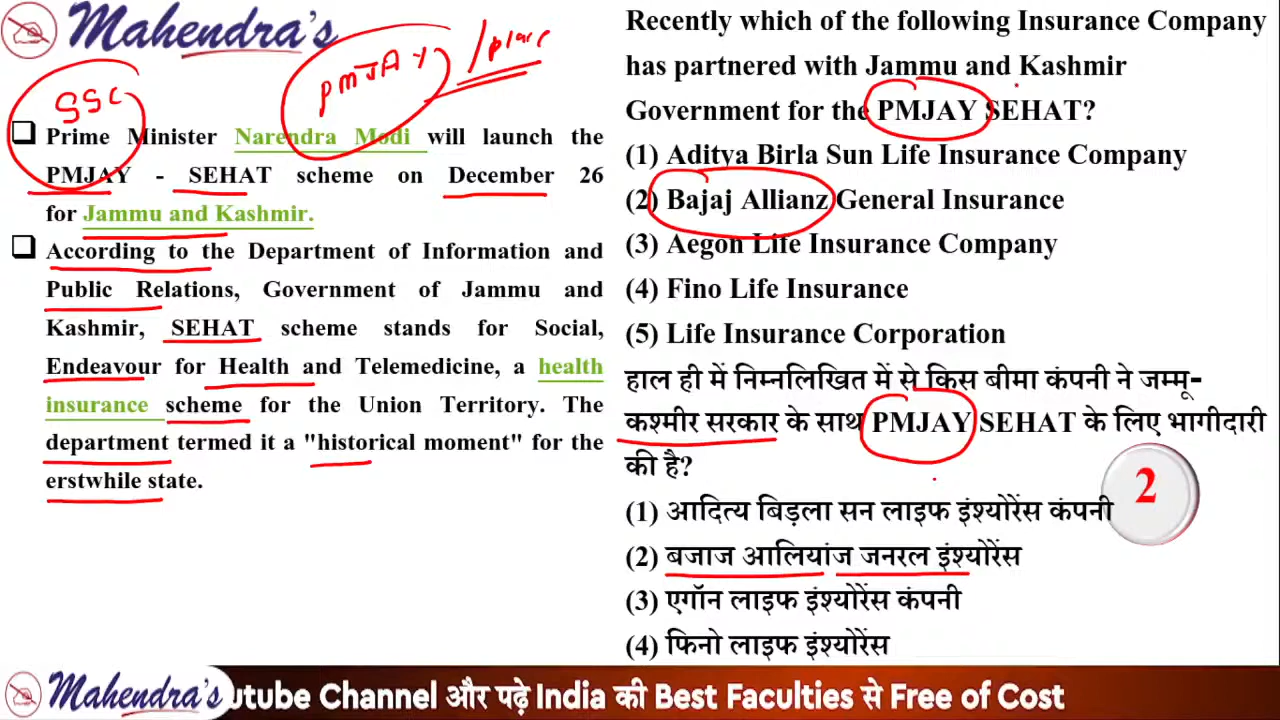 Mahendra's
SSC
PMJAY / place
❑ Prime Minister Narendra Modi will launch the
PMJAY - SEHAT scheme on December 26
for Jammu and Kashmir.
❑ According to the Department of Information and
Public Relations, Government of Jammu and
Kashmir, SEHAT scheme stands for Social,
Endeavour for Health and Telemedicine, a health
insurance scheme for the Union Territory. The
department termed it a "historical moment" for the
erstwhile state.
Recently which of the following Insurance Company
has partnered with Jammu and Kashmir
Government for the PMJAY SEHAT?
(1) Aditya Birla Sun Life Insurance Company
(2) Bajaj Allianz General Insurance
(3) Aegon Life Insurance Company
(4) Fino Life Insurance
(5) Life Insurance Corporation
हाल ही में निम्नलिखित में से किस बीमा कंपनी ने जम्मू-
कश्मीर सरकार के साथ PMJAY SEHAT के लिए भागीदारी
की है?
(1) आदित्य बिड़ला सन लाइफ इंश्योरेंस कंपनी
(2) बजाज आलियांज जनरल इंश्योरेंस
(3) एगॉन लाइफ इंश्योरेंस कंपनी
(4) फिनो लाइफ इंश्योरेंस
2
Mahendra's utube Channel और पढ़े India की Best Faculties से Free of Cost